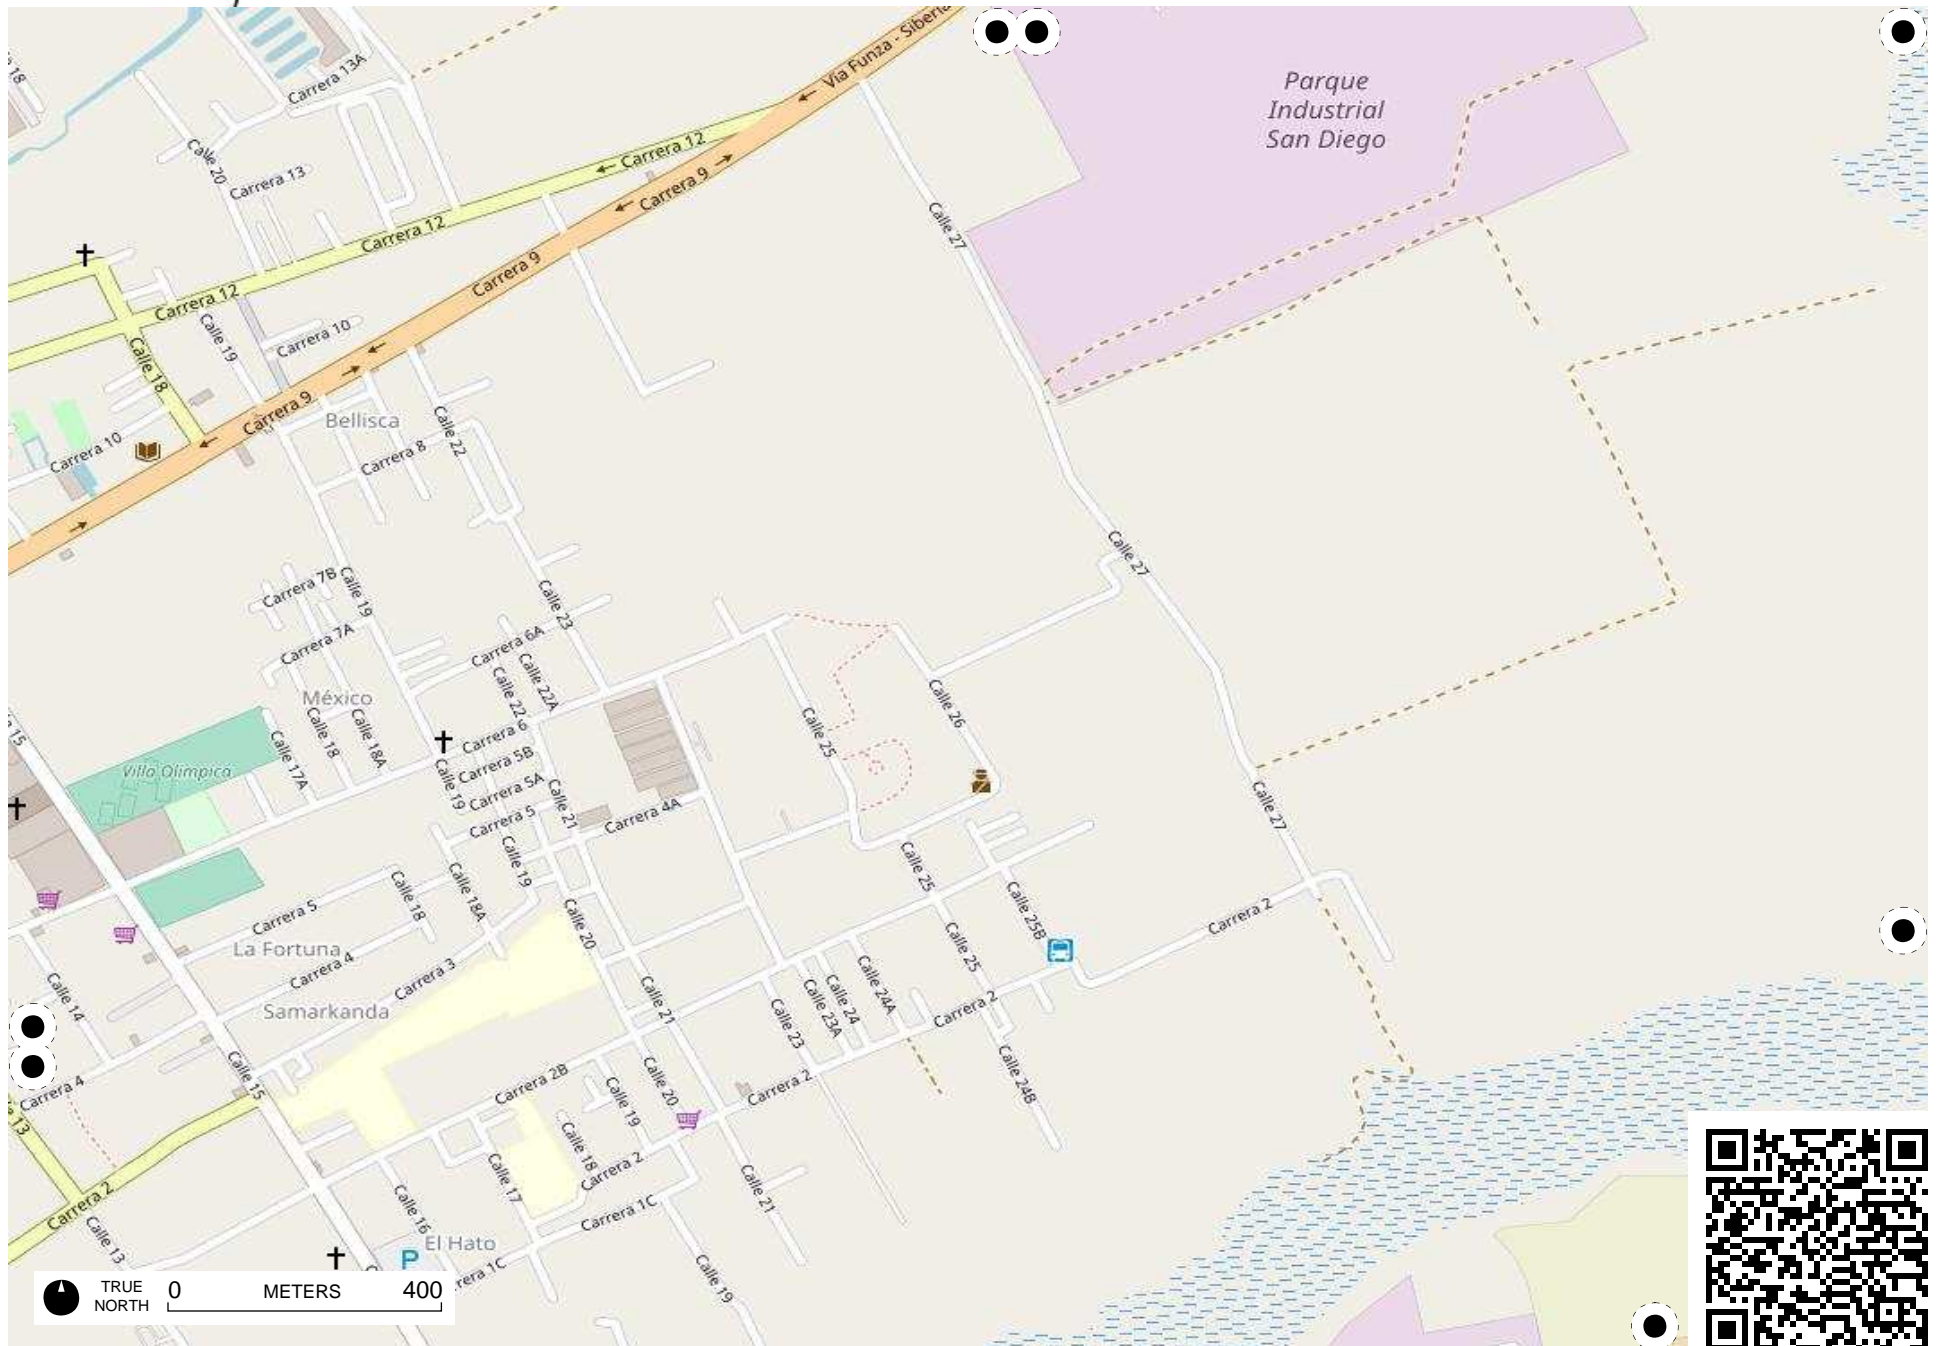 18
Carrera 13A
Vía Funza - Siberia
Parque
Industrial
San Diego
Calle 20
Carrera 13
Carrera 12
Carrera 12
Carrera 9
Calle 27
Carrera 12
Carrera 9
Calle 19
Carrera 10
Calle 18
Carrera 9
Bellisca
Calle 22
Carrera 10
Carrera 8
Calle 27
Carrera 7B
Calle 19
Calle 23
Carrera 7A
Carrera 6A
Calle 22A
Calle 22
México
Calle 26
15
Calle 18
Calle 18A
Calle 17A
Carrera 6
Calle 25
Villa Olímpica
Carrera 5B
Calle 19
Carrera 5A
Calle 21
Carrera 4A
Calle 27
Carrera 5
Calle 19
Calle 25
Calle 18
Calle 18A
Carrera 5
Calle 20
Calle 25B
Carrera 2
La Fortuna
Carrera 4
Carrera 3
Calle 25
Calle 14
Samarkanda
Calle 21
Calle 23
Calle 23A
Calle 24
Calle 24A
Carrera 2
Calle 15
Carrera 4
Carrera 2B
Calle 20
Carrera 2
Calle 24B
13
Calle 19
Calle 18
Carrera 2
Calle 17
Calle 21
Carrera 2
Calle 16
Carrera 1C
Calle 13
El Hato
P
rera 1C
Calle 19
TRUE
NORTH
0 METERS 400